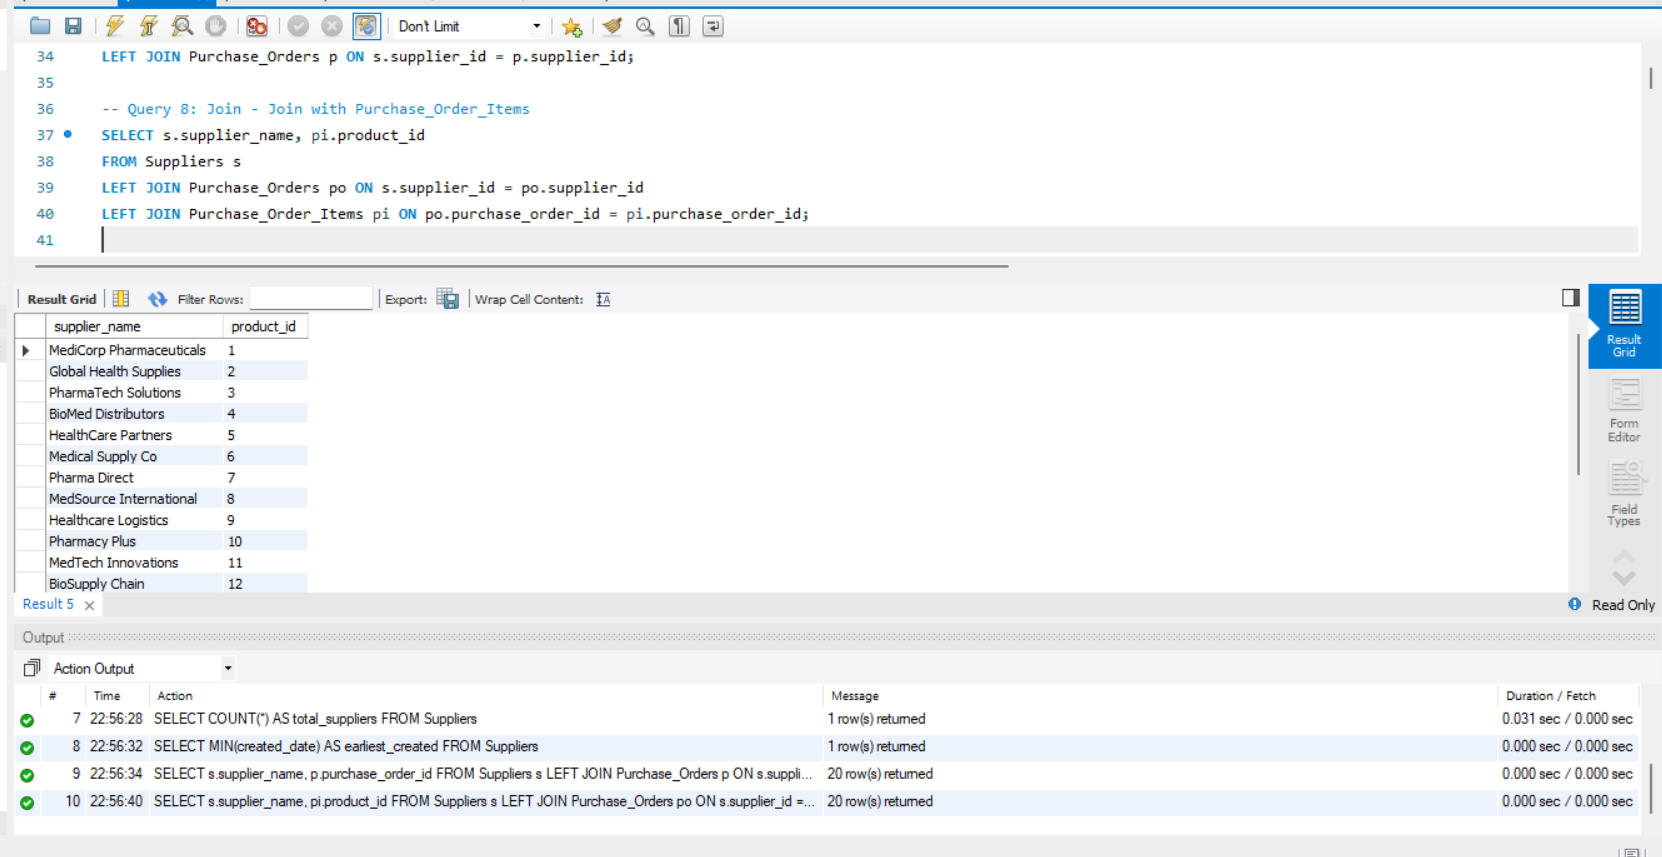 Don't Limit
34 LEFT JOIN Purchase_Orders p ON s.supplier_id = p.supplier_id;
35
36 -- Query 8: Join - Join with Purchase_Order_Items
37 SELECT s.supplier_name, pi.product_id
38 FROM Suppliers s
39 LEFT JOIN Purchase_Orders po ON s.supplier_id = po.supplier_id
40 LEFT JOIN Purchase_Order_Items pi ON po.purchase_order_id = pi.purchase_order_id;
41
Result Grid Filter Rows: Export: Wrap Cell Content: IA
supplier_name product_id
MediCorp Pharmaceuticals 1
Global Health Supplies 2
PharmaTech Solutions 3
BioMed Distributors 4
HealthCare Partners 5
Medical Supply Co 6
Pharma Direct 7
MedSource International 8
Healthcare Logistics 9
Pharmacy Plus 10
MedTech Innovations 11
BioSupply Chain 12
Result
Grid
Form
Editor
Field
Types
Result 5 Read Only
Output
Action Output
# Time Action Message Duration / Fetch
7 22:56:28 SELECT COUNT(*) AS total_suppliers FROM Suppliers 1 row(s) returned 0.031 sec / 0.000 sec
8 22:56:32 SELECT MIN(created_date) AS earliest_created FROM Suppliers 1 row(s) returned 0.000 sec / 0.000 sec
9 22:56:34 SELECT s.supplier_name, p.purchase_order_id FROM Suppliers s LEFT JOIN Purchase_Orders p ON s.suppli... 20 row(s) returned 0.000 sec / 0.000 sec
10 22:56:40 SELECT s.supplier_name, pi.product_id FROM Suppliers s LEFT JOIN Purchase_Orders po ON s.supplier_id =... 20 row(s) returned 0.000 sec / 0.000 sec